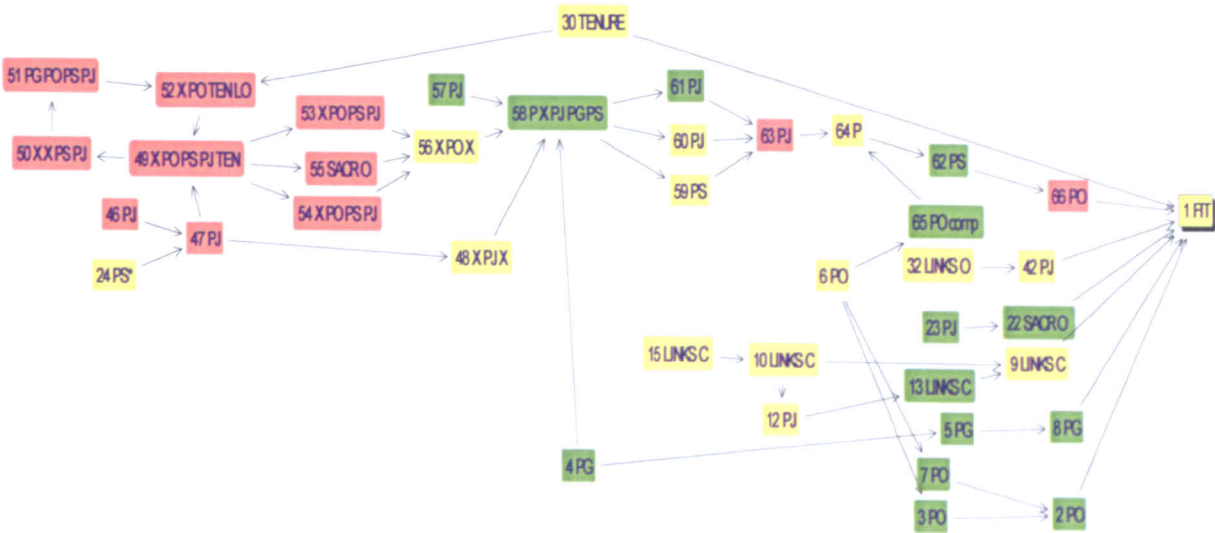 30 TENURE
51 PG PO PS PJ
52 X PO TEN LO
57 PJ
61 PJ
58 P X PJ PG PS
53 X PO PS PJ
63 PJ
64 P
60 PJ
56 X PO X
50 X X PS PJ
49 X PO PS PJ TEN
55 SACRO
62 PS
59 PS
66 PO
54 X PO PS PJ
46 PJ
1 FIT
65 PO comp
47 PJ
48 X PJ X
32 LINKS O
42 PJ
24 PS*
6 PO
23 PJ
22 SACRO
15 LINKS C
10 LINKS C
9 LINKS C
13 LINKS C
12 PJ
5 PG
8 PG
4 PG
7 PO
3 PO
2 PO